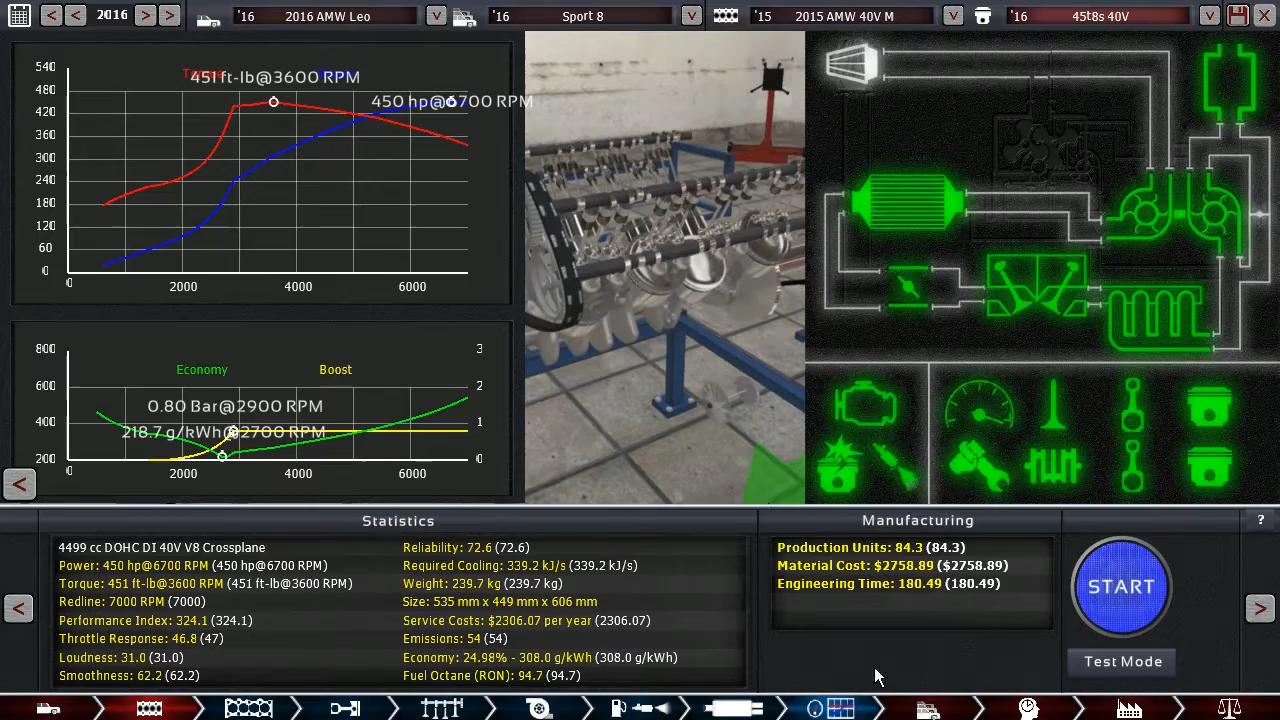 2016
'16 2016 AMW Leo
'16 Sport 8
'15 2015 AMW 40V M
'16 45t8s 40V
540
480
420
360
300
240
180
120
60
0
451 ft-lb@3600 RPM
450 hp@6700 RPM
0 2000 4000 6000
800
600
400
200
3
2
1
0
Economy Boost
0.80 Bar@2900 RPM
218.7 g/kWh@2700 RPM
0 2000 4000 6000
Statistics
4499 cc DOHC DI 40V V8 Crossplane
Power: 450 hp@6700 RPM (450 hp@6700 RPM)
Torque: 451 ft-lb@3600 RPM (451 ft-lb@3600 RPM)
Redline: 7000 RPM (7000)
Performance Index: 324.1 (324.1)
Throttle Response: 46.8 (47)
Loudness: 31.0 (31.0)
Smoothness: 62.2 (62.2)
Reliability: 72.6 (72.6)
Required Cooling: 339.2 kJ/s (339.2 kJ/s)
Weight: 239.7 kg (239.7 kg)
Size: 535 mm x 449 mm x 606 mm
Service Costs: $2306.07 per year (2306.07)
Emissions: 54 (54)
Economy: 24.98% - 308.0 g/kWh (308.0 g/kWh)
Fuel Octane (RON): 94.7 (94.7)
Manufacturing
Production Units: 84.3 (84.3)
Material Cost: $2758.89 ($2758.89)
Engineering Time: 180.49 (180.49)
?
START
Test Mode